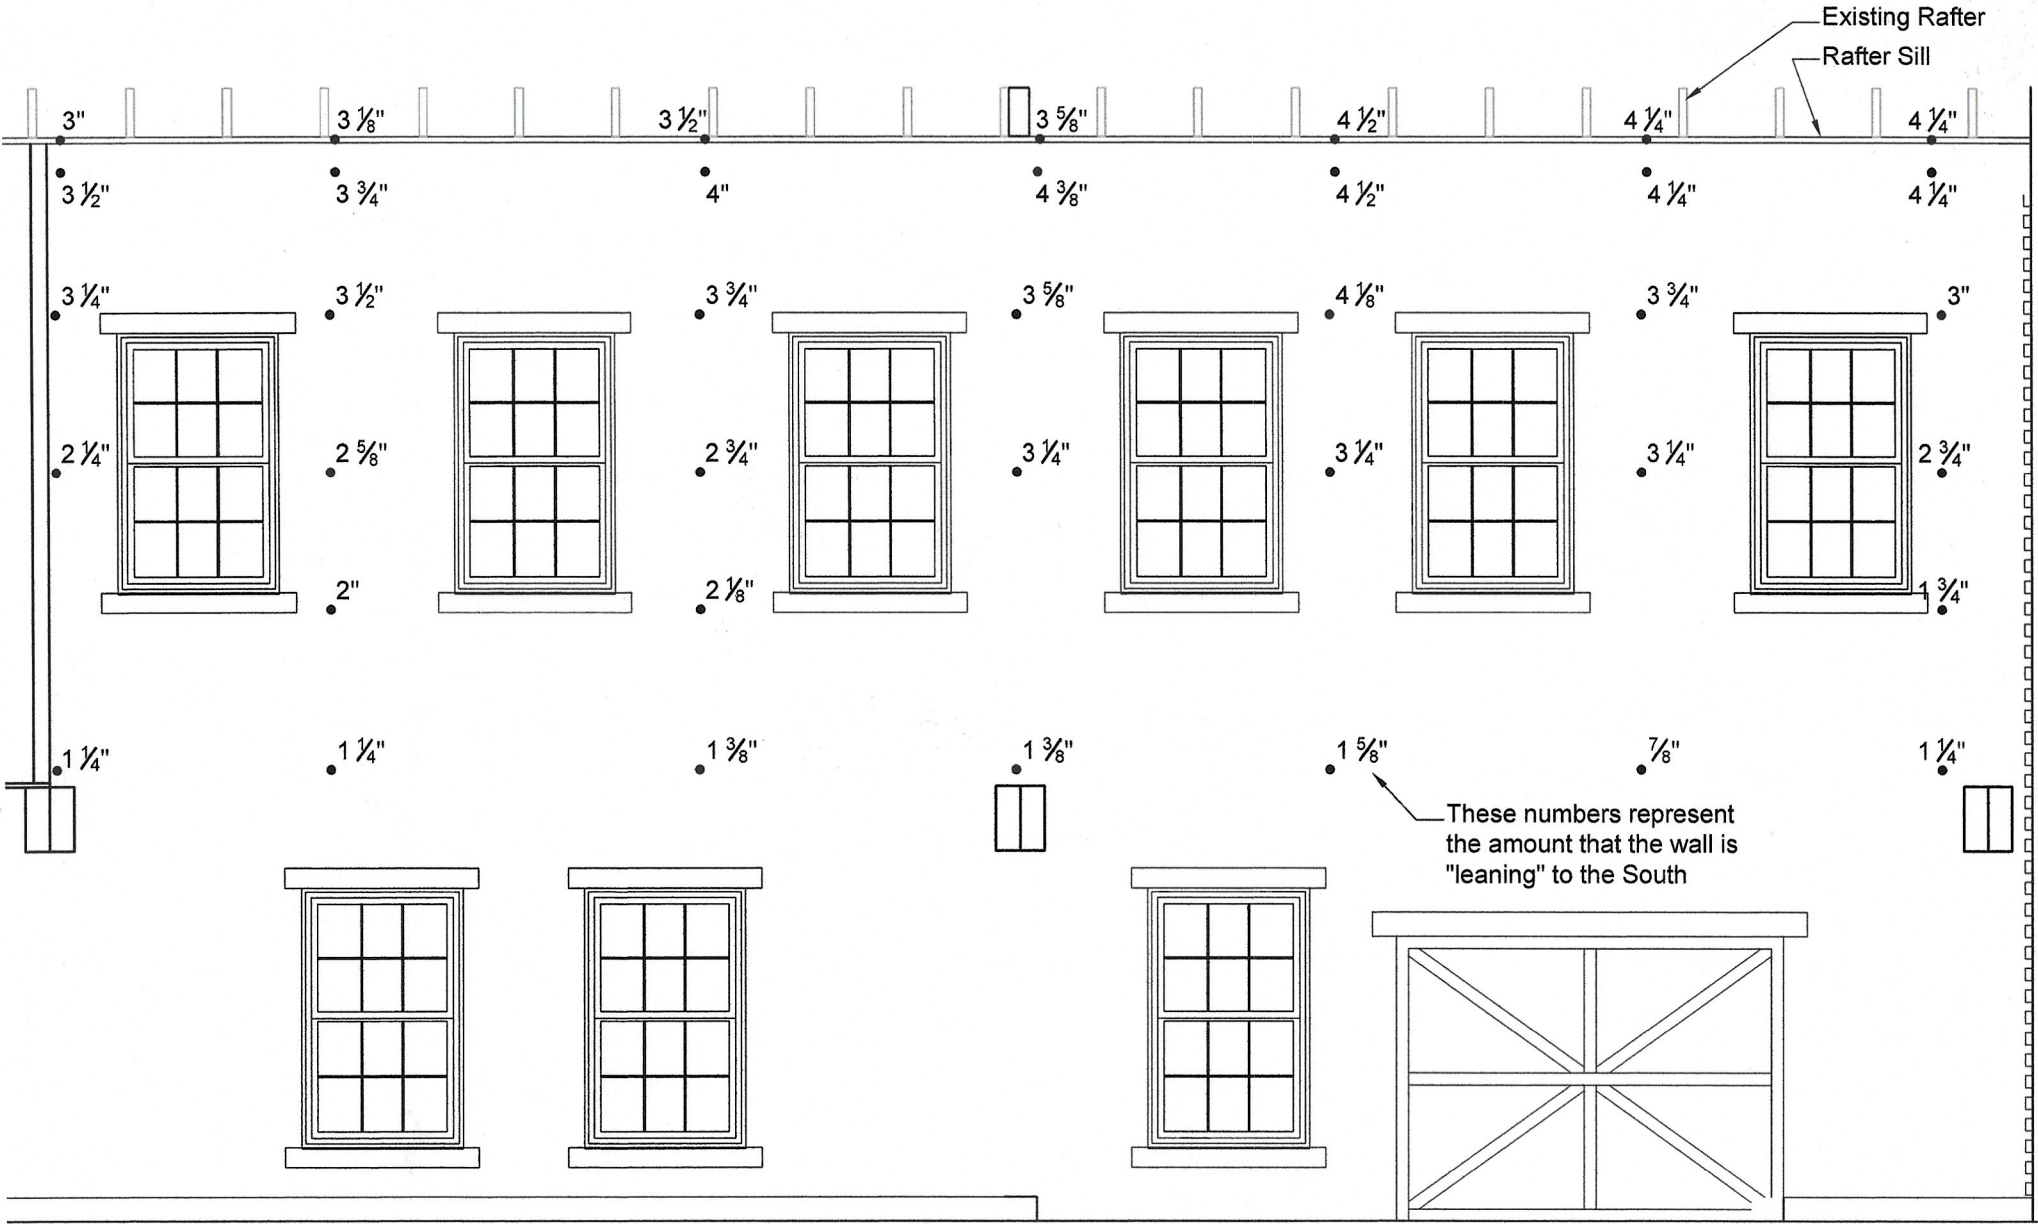 Existing Rafter
Rafter Sill
3" 3 ⅛" 3 ½" 3 ⅝" 4 ½" 4 ¼" 4 ¼"
3 ½" 3 ¾" 4" 4 ⅜" 4 ½" 4 ¼" 4 ¼"
3 ¼" 3 ½" 3 ¾" 3 ⅝" 4 ⅛" 3 ¾" 3"
2 ¼" 2 ⅝" 2 ¾" 3 ¼" 3 ¼" 3 ¼" 2 ¾"
2" 2 ⅛" 1 ¾"
1 ¼" 1 ¼" 1 ⅜" 1 ⅜" 1 ⅝" ⅞" 1 ¼"
These numbers represent
the amount that the wall is
"leaning" to the South